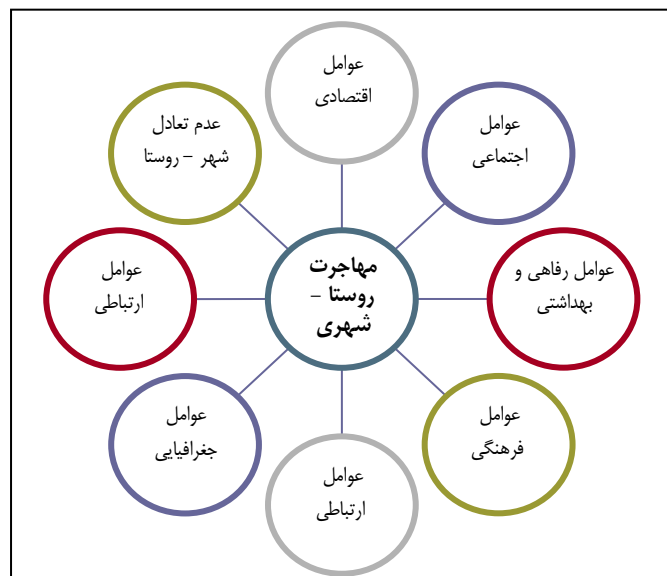 عوامل
اقتصادی
عوامل
اجتماعی
عوامل رفاهی و
بهداشتی
عوامل
فرهنگی
عوامل
ارتباطی
عوامل
جغرافیایی
عوامل
ارتباطی
عدم تعادل
شهر – روستا
مهاجرت
روستا –
شهری